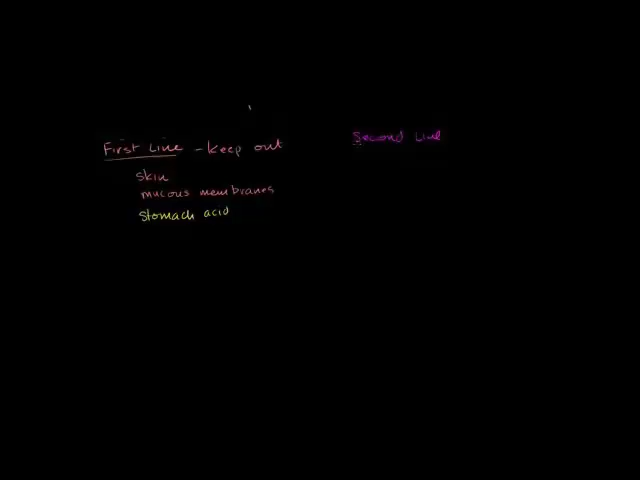 First Line - keep out
Second Line
skin
mucous membranes
stomach acid